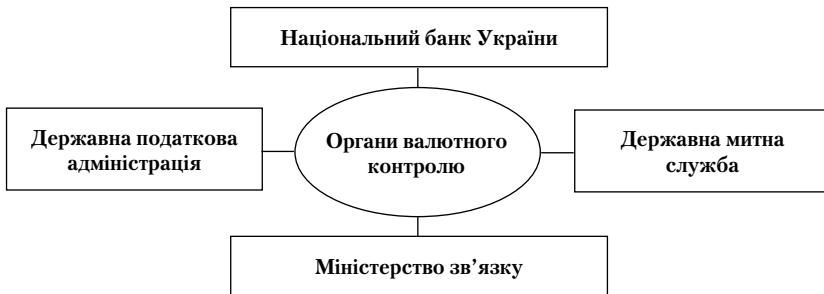 Національний банк України
Державна податкова
адміністрація
Органи валютного
контролю
Державна митна
служба
Міністерство зв’язку